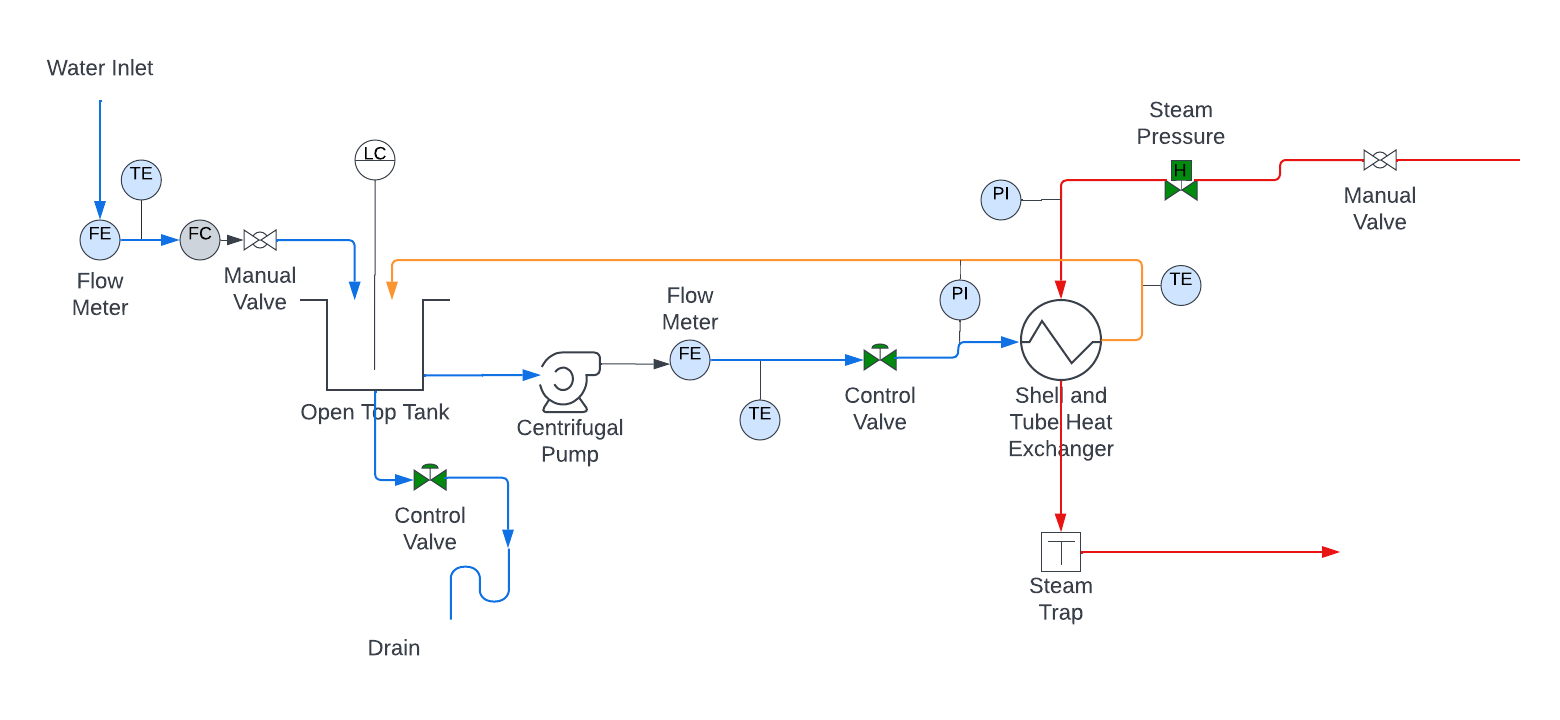 Water Inlet
TE
FE
FC
Flow
Meter
Manual
Valve
LC
Open Top Tank
Control
Valve
Drain
Centrifugal
Pump
Flow
Meter
FE
TE
Control
Valve
PI
PI
Steam
Pressure
H
Manual
Valve
TE
Shell and
Tube Heat
Exchanger
T
Steam
Trap